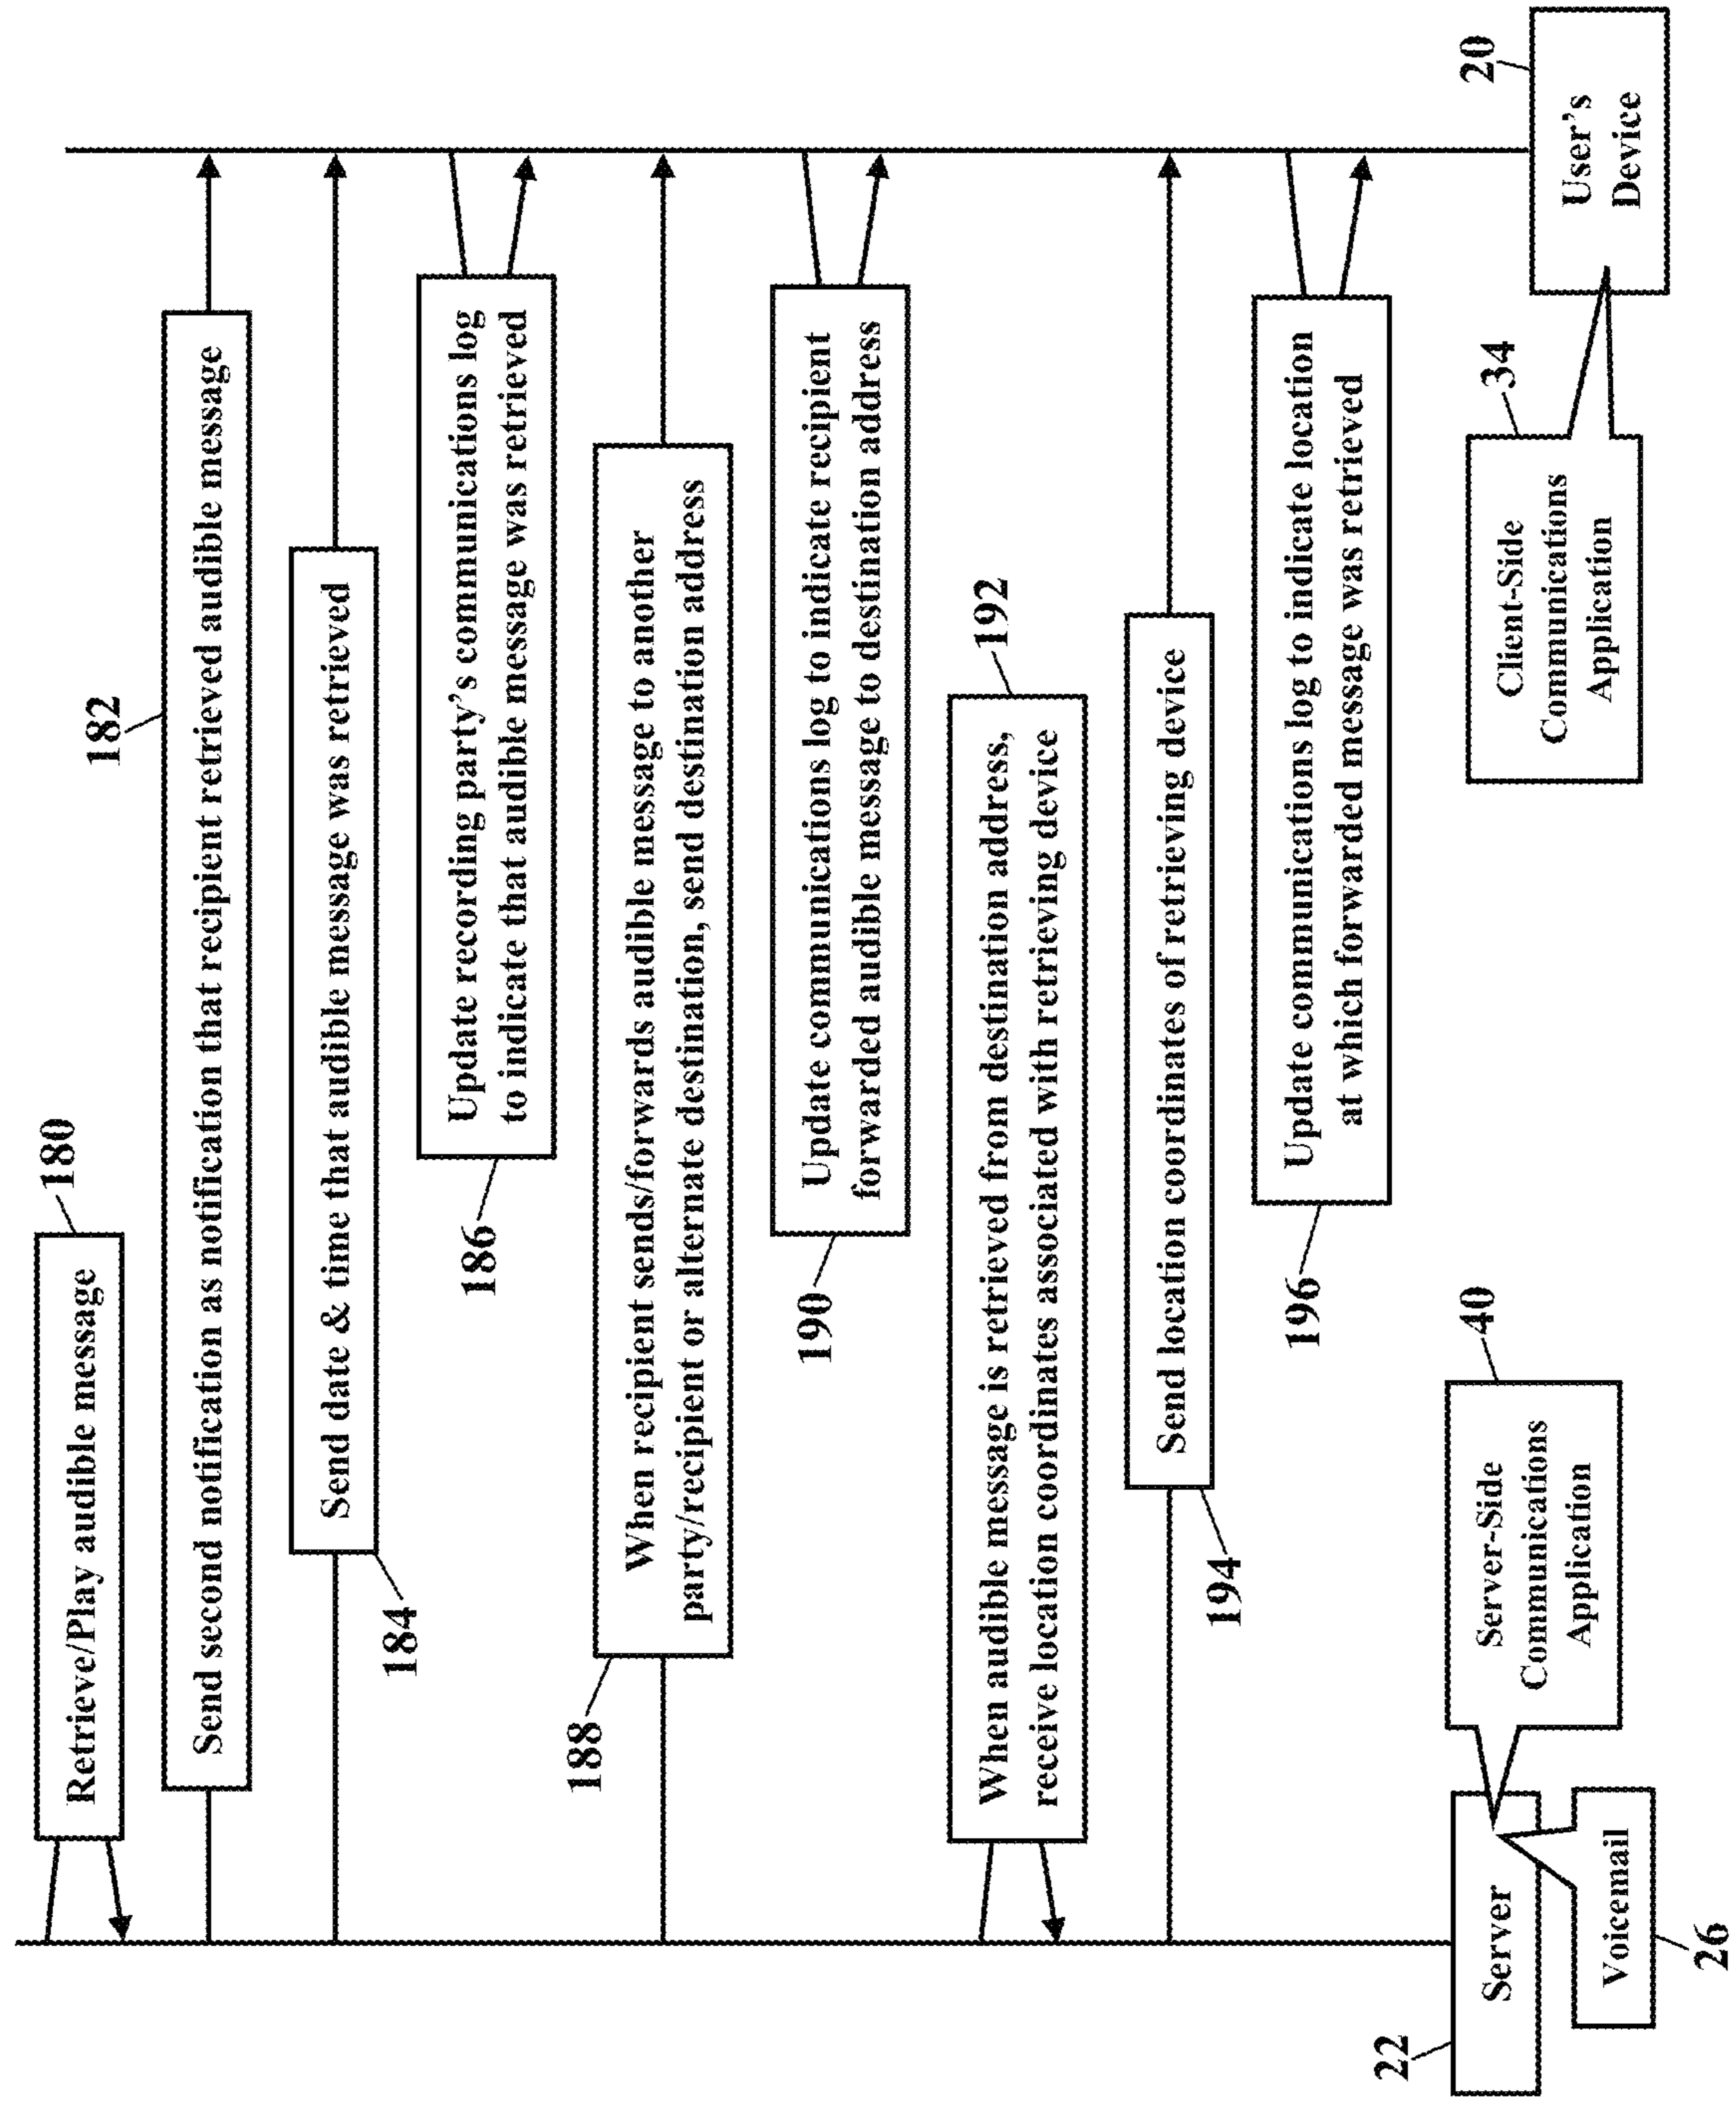 180
Retrieve/Play audible message
182
Send second notification as notification that recipient retrieved audible message
Send date & time that audible message was retrieved
184
Update recording party's communications log
to indicate that audible message was retrieved
186
When recipient sends/forwards audible message to another
party/recipient or alternate destination, send destination address
188
Update communications log to indicate recipient
forwarded audible message to destination address
190
192
When audible message is retrieved from destination address,
receive location coordinates associated with retrieving device
Send location coordinates of retrieving device
194
Update communications log to indicate location
at which forwarded message was retrieved
196
22
Server
40
Server-Side
Communications
Application
Voicemail
26
34
Client-Side
Communications
Application
20
User's
Device